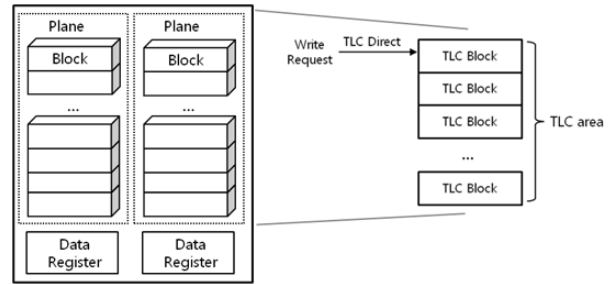 Plane
Plane
Block
Block
...
...
Data
Register
Data
Register
Write
Request
TLC Direct
TLC Block
TLC Block
TLC Block
...
TLC Block
TLC area